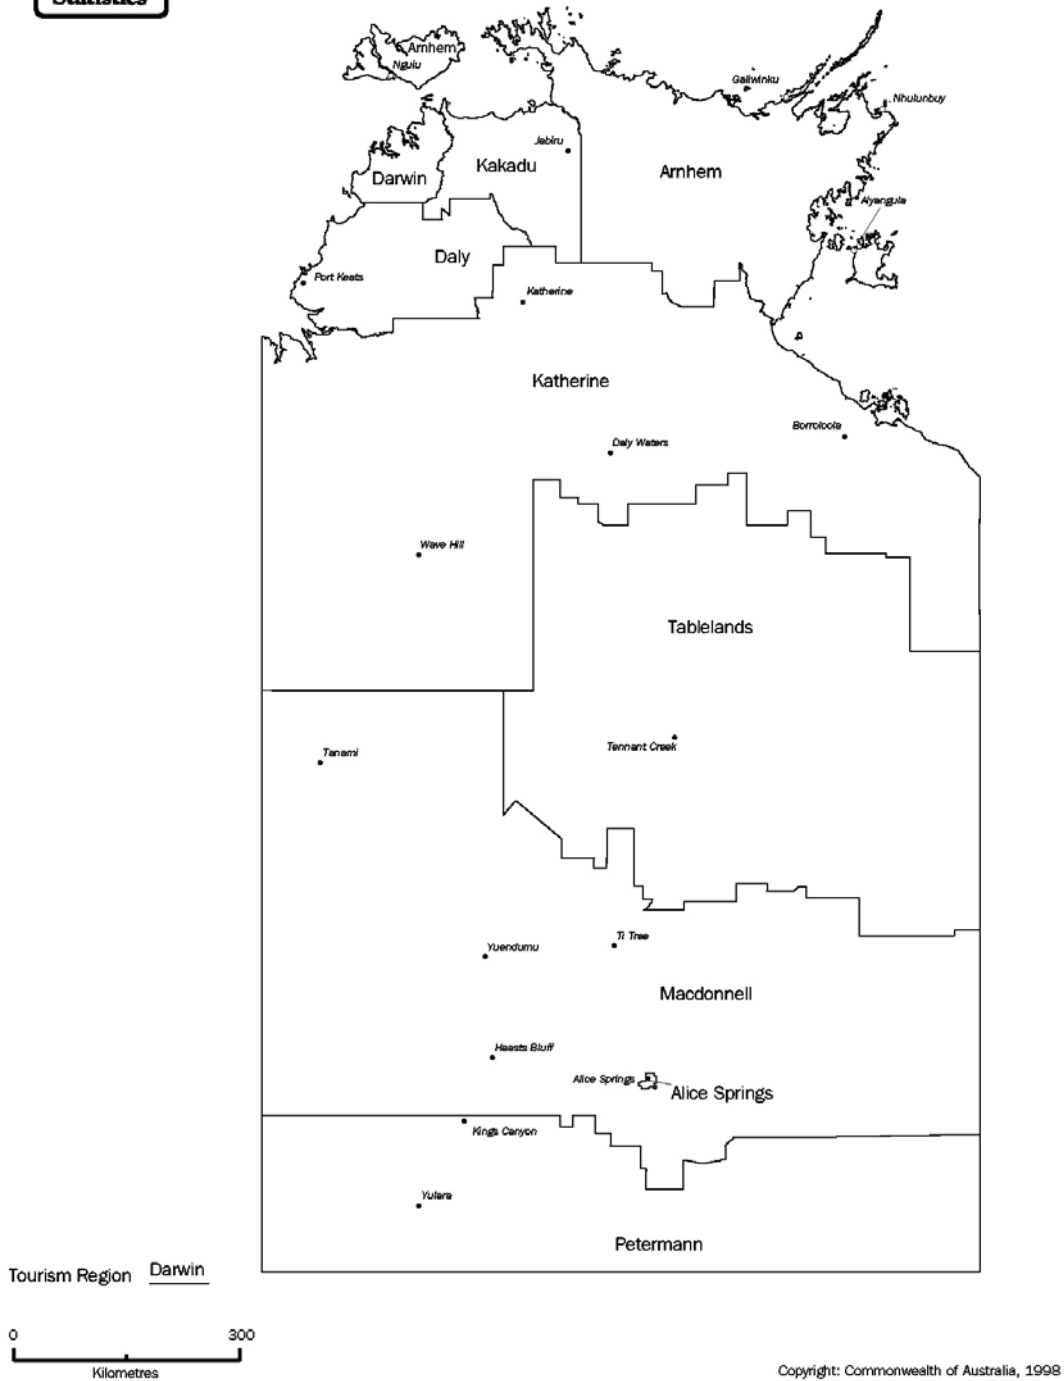 Statistics
Arnhem
Nguiu
Galiwinku
Nhulunbuy
Jabiru
Kakadu
Arnhem
Darwin
Alyangula
Daly
Port Keats
Katherine
Katherine
Borroloola
Daly Waters
Wave Hill
Tablelands
Tennant Creek
Tanami
Ti Tree
Yuendumu
Macdonnell
Haasts Bluff
Alice Springs
Alice Springs
Kings Canyon
Yulara
Petermann
Tourism Region Darwin
0 300
Kilometres
Copyright: Commonwealth of Australia, 1998